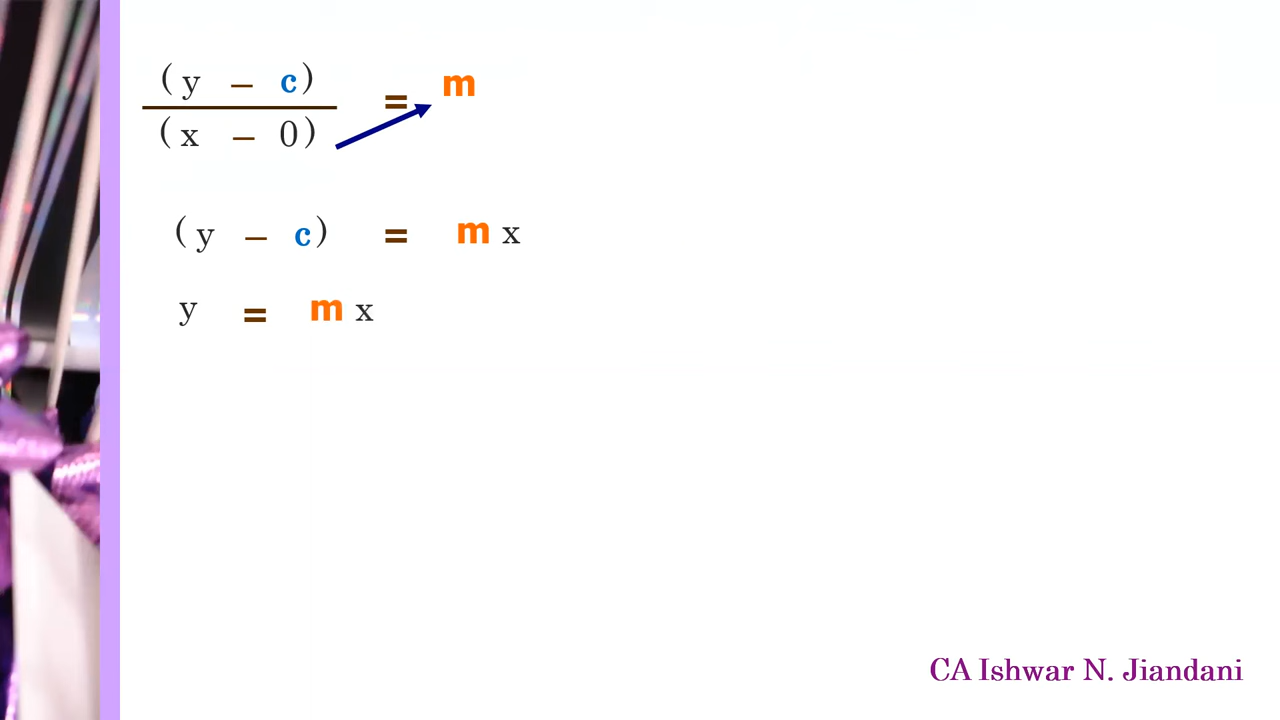 (y – c)
(x – 0) = m
(y – c) = m x
y = m x
CA Ishwar N. Jiandani